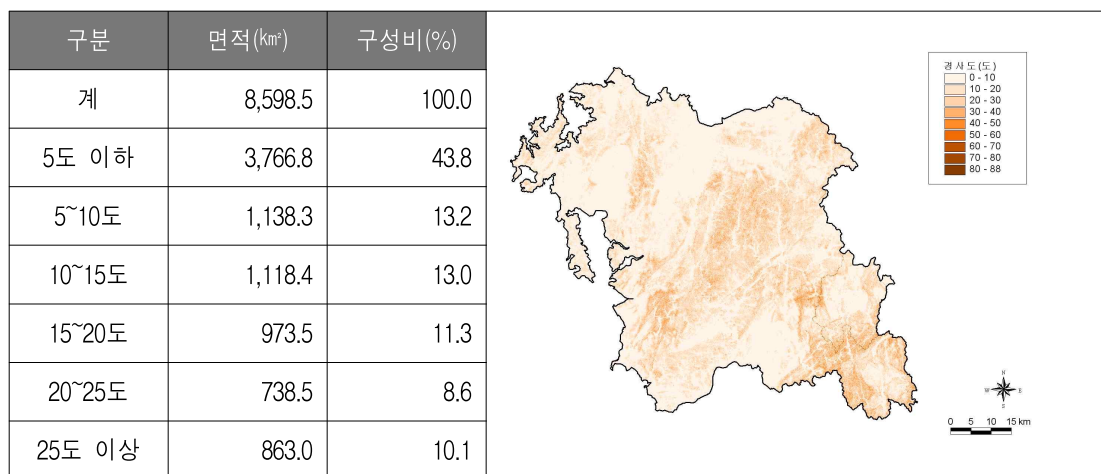 구분 면적(㎢) 구성비(%)
계 8,598.5 100.0
5도 이하 3,766.8 43.8
5~10도 1,138.3 13.2
10~15도 1,118.4 13.0
15~20도 973.5 11.3
20~25도 738.5 8.6
25도 이상 863.0 10.1
경사도(도)
0 - 10
10 - 20
20 - 30
30 - 40
40 - 50
50 - 60
60 - 70
70 - 80
80 - 88
N
W E
S
0 5 10 15 km